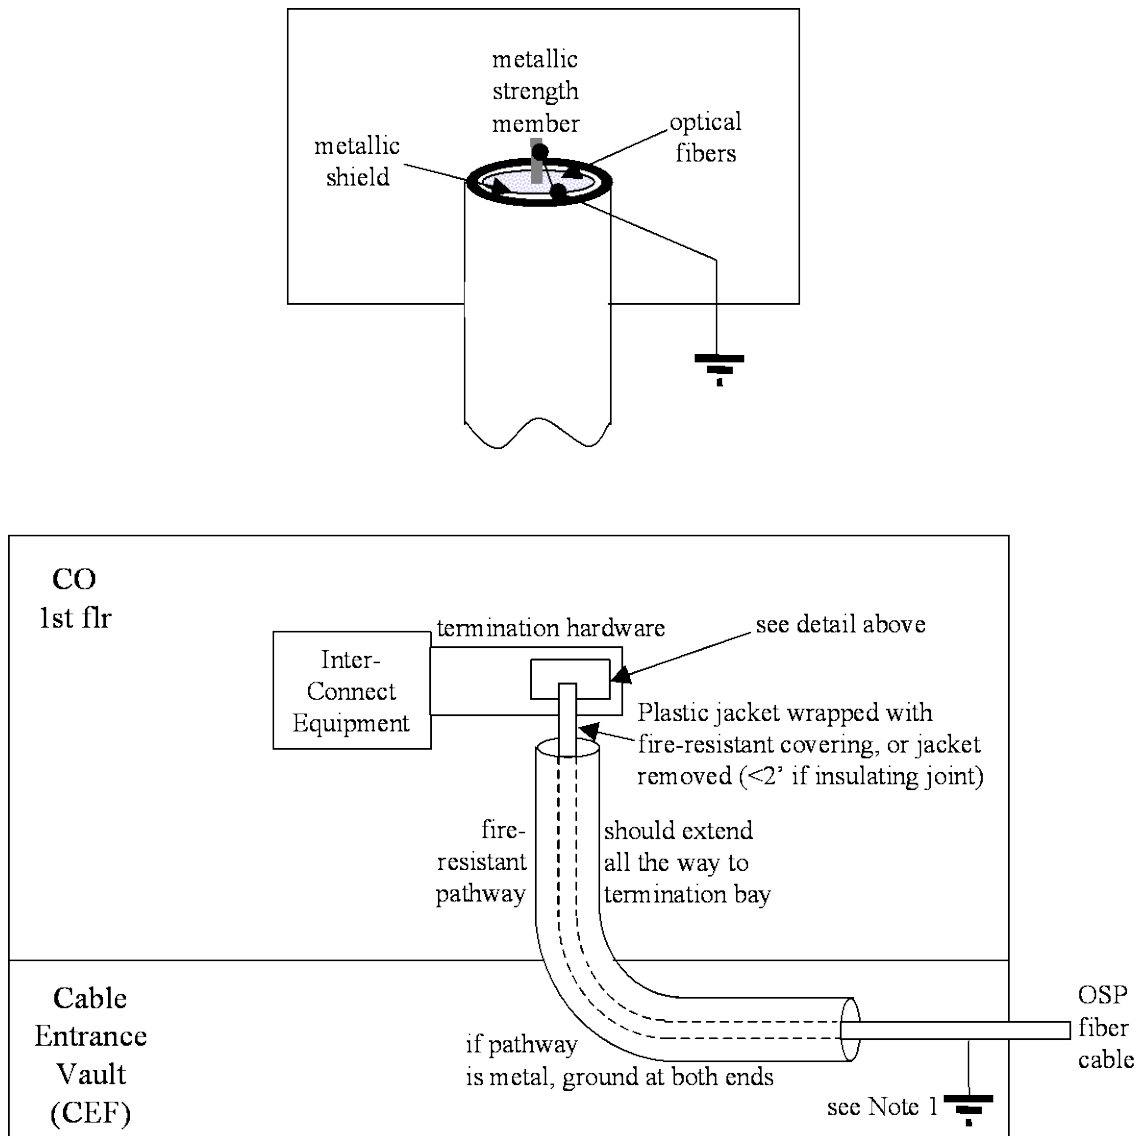 metallic
strength
member
optical
fibers
metallic
shield
CO
1st flr
termination hardware
see detail above
Inter-
Connect
Equipment
Plastic jacket wrapped with
fire-resistant covering, or jacket
removed (<2’ if insulating joint)
fire-
resistant
pathway
should extend
all the way to
termination bay
Cable
Entrance
Vault
(CEF)
if pathway
is metal, ground at both ends
see Note 1
OSP
fiber
cable